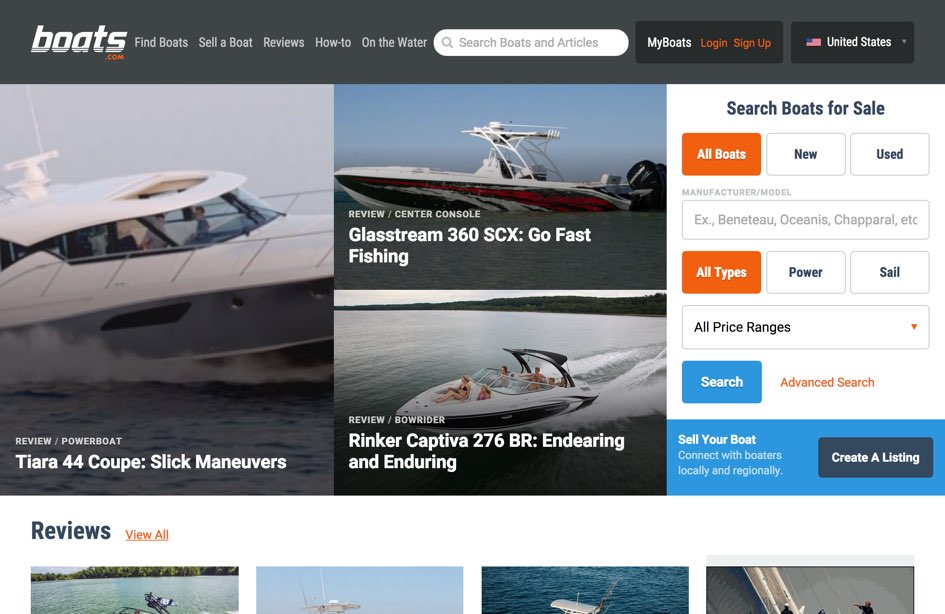 boats
.COM
Find Boats
Sell a Boat
Reviews
How-to
On the Water
Search Boats and Articles
MyBoats Login Sign Up
United States
REVIEW / POWERBOAT
Tiara 44 Coupe: Slick Maneuvers
REVIEW / CENTER CONSOLE
Glasstream 360 SCX: Go Fast
Fishing
REVIEW / BOWRIDER
Rinker Captiva 276 BR: Endearing
and Enduring
Search Boats for Sale
All Boats
New
Used
MANUFACTURER/MODEL
Ex., Beneteau, Oceanis, Chapparal, etc
All Types
Power
Sail
All Price Ranges
Search
Advanced Search
Sell Your Boat
Connect with boaters
locally and regionally.
Create A Listing
Reviews View All